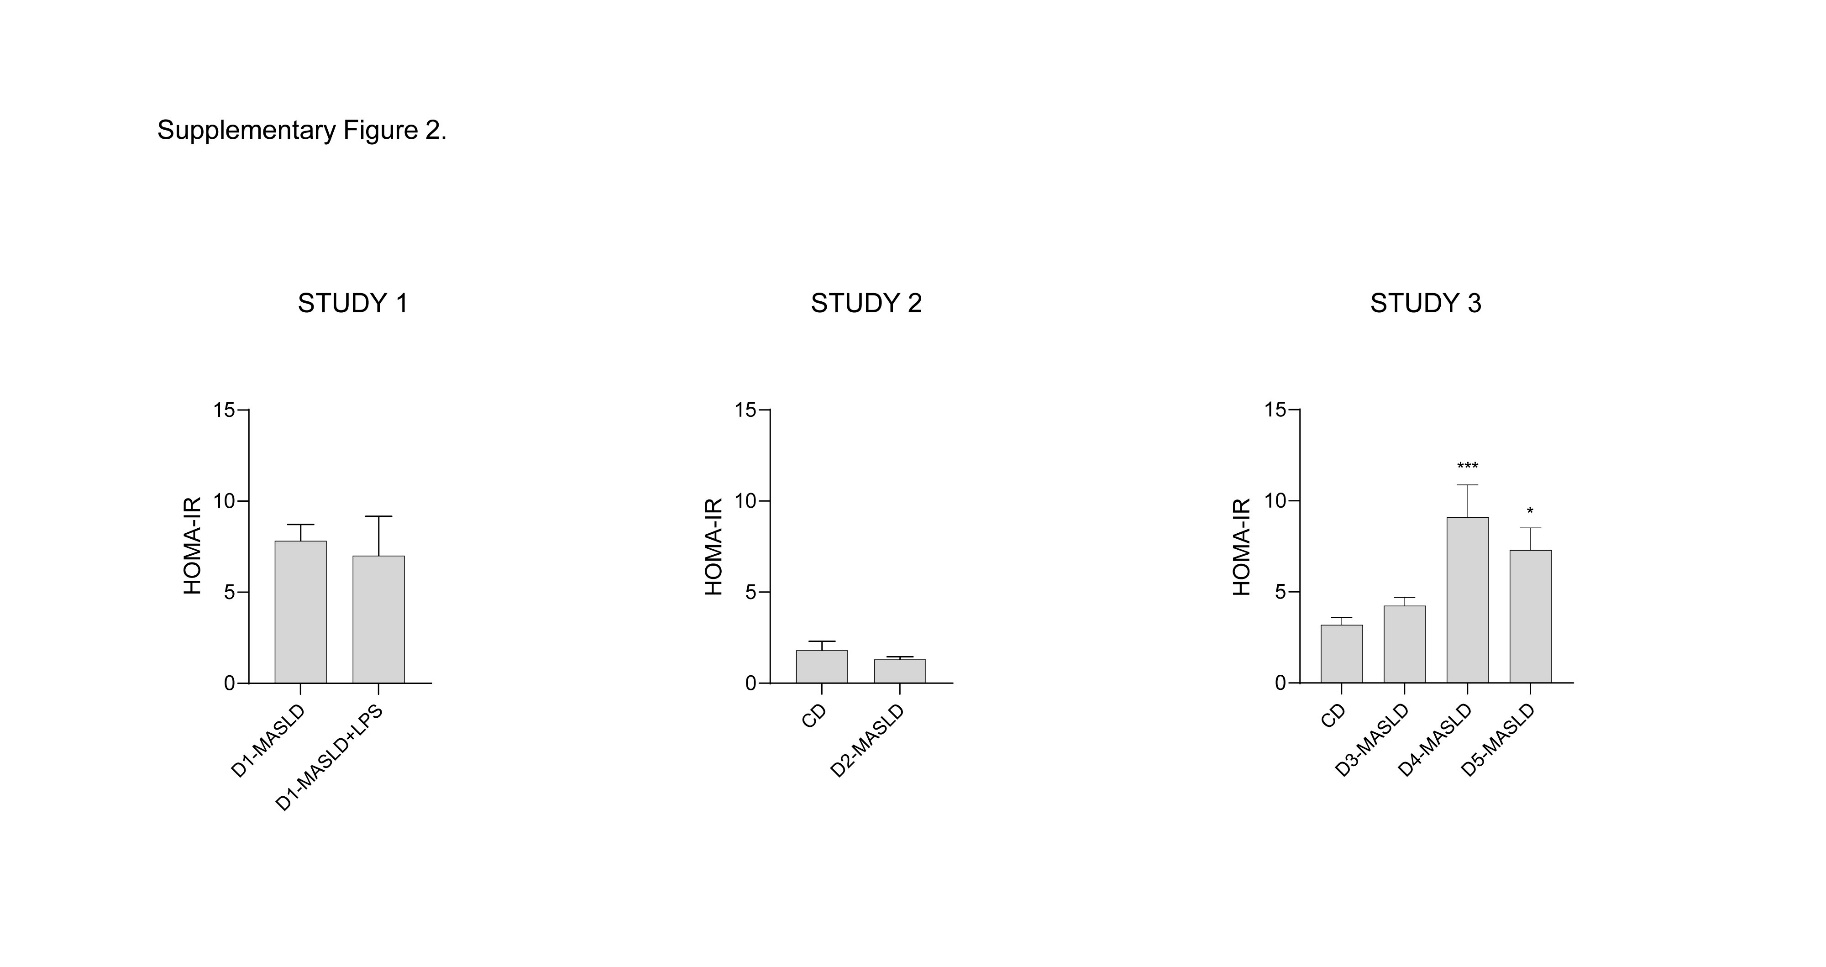 Supplementary Figure 2.
STUDY 1
STUDY 2
STUDY 3
15
10
5
0
HOMA-IR
D1-MASLD
D1-MASLD+LPS
15
10
5
0
HOMA-IR
CD
D2-MASLD
15
10
5
0
HOMA-IR
***
*
CD
D3-MASLD
D4-MASLD
D5-MASLD